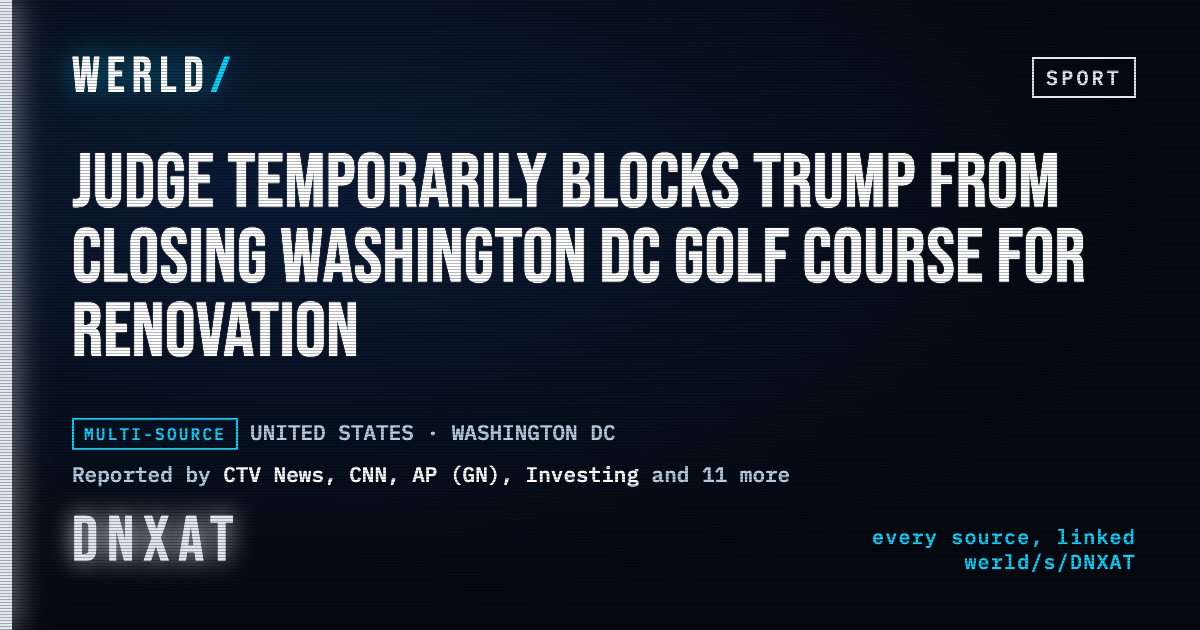 WERLD/
SPORT
JUDGE TEMPORARILY BLOCKS TRUMP FROM
CLOSING WASHINGTON DC GOLF COURSE FOR
RENOVATION
MULTI-SOURCE UNITED STATES · WASHINGTON DC
Reported by CTV News, CNN, AP (GN), Investing and 11 more
DNXAT
every source, linked
werld/s/DNXAT